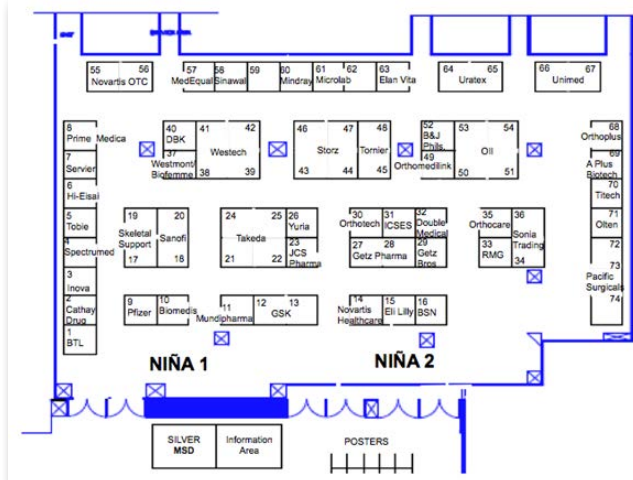 EXIT
55 56
Novartis OTC
57 58 59 60 61 62 63
MedEqual Sinawal Mindray Microlab Elan Vita
64 65
Uratex
66 67
Unimed
8
Prime Medica
7
Servier
6
Hi-Eisai
5
Tobie
4
Spectrumed
3
Inova
2
Cathay
Drug
1
BTL
40
DBK
37
Westmont/
Biofemme
41 42
Westech
38 39
46 47
Storz
43 44
48
Tornier
45
52
B&J
Phils.
49
Orthomedilink
53 54
OII
50 51
68
Orthoplus
69
A Plus
Biotech
70
Titech
71
Olten
72
73
Pacific
Surgicals
74
19
Skeletal
Support
17
20
Sanofi
18
24 25
Takeda
21 22
26
Yuria
23
JCS
Pharma
30
Orthotech
31
ICSES
32
Double
Medical
27 28
Getz Pharma
29
Getz
Bros
35
Orthocare
33
RMG
36
Sonia
Trading
34
9
Pfizer
10
Biomedis
11
Mundipharma
12 13
GSK
14
Novartis
Healthcare
15
Eli Lilly
16
BSN
NIÑA 1
NIÑA 2
SILVER
MSD
Information
Area
POSTERS